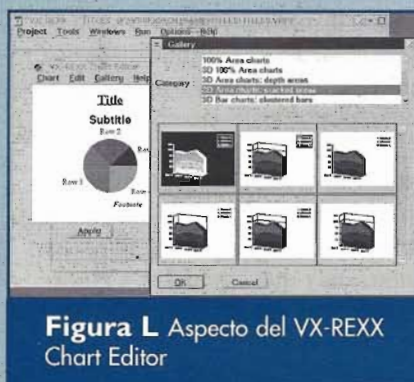 Project Tools Windows Run Options Help
Gallery
Chart Edit Gallery Help
Category:
100% Area charts
3D 100% Area charts
3D Area charts: depth areas
3D Area charts: stacked areas
3D Bar charts: clustered bars
Title
Subtitle
Row 2
Row 3
Footnote
Apply
OK Cancel
Figura L Aspecto del VX-REXX
Chart Editor